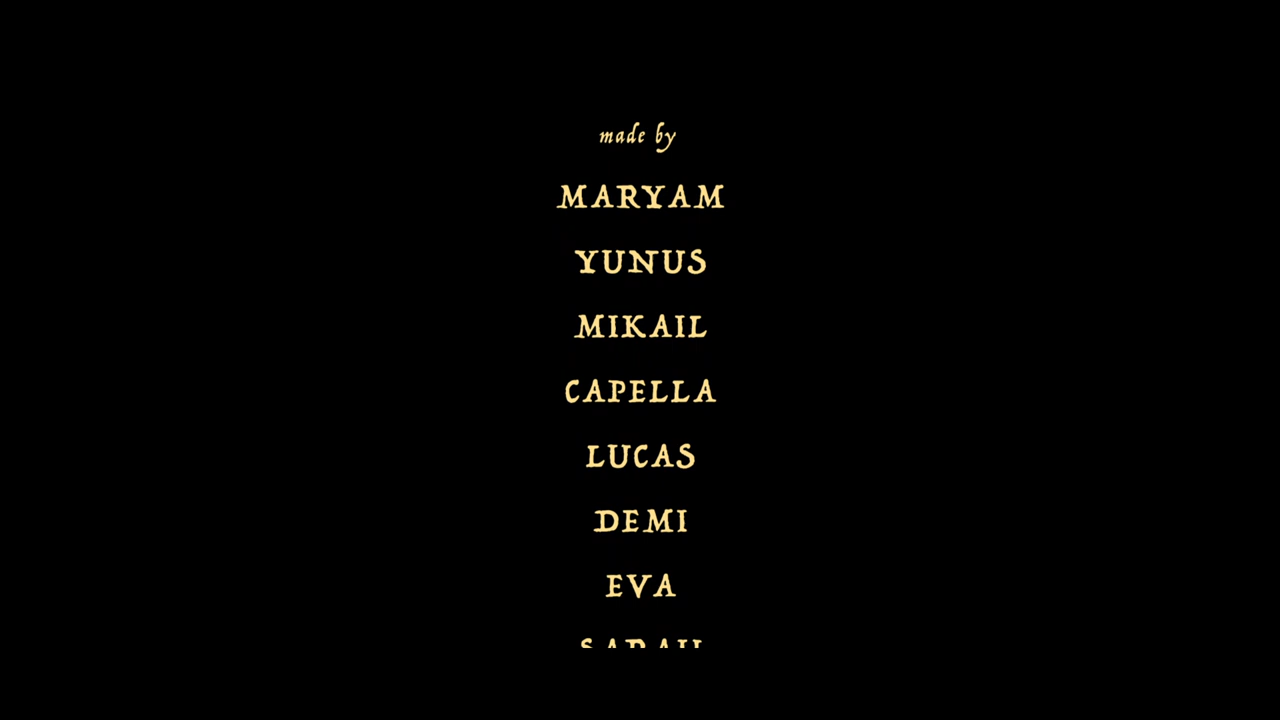 made by
MARYAM
YUNUS
MIKAIL
CAPELLA
LUCAS
DEMI
EVA